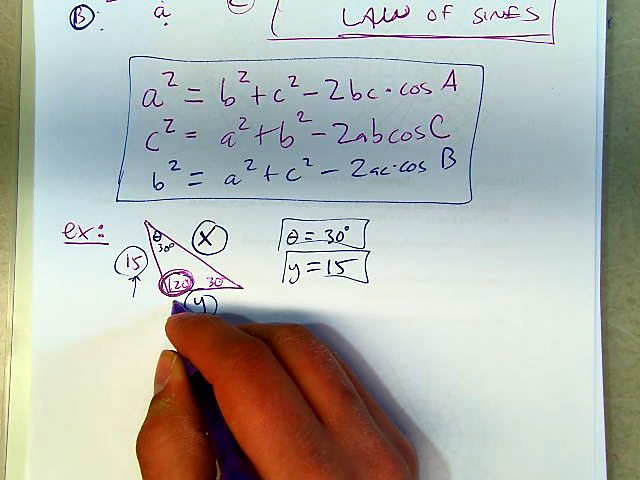 B
a
LAW OF SINES
a² = b² + c² - 2bc · cos A
c² = a² + b² - 2ab cos C
b² = a² + c² - 2ac · cos B
ex:
θ
30°
x
θ = 30°
15
120
30
y = 15
y